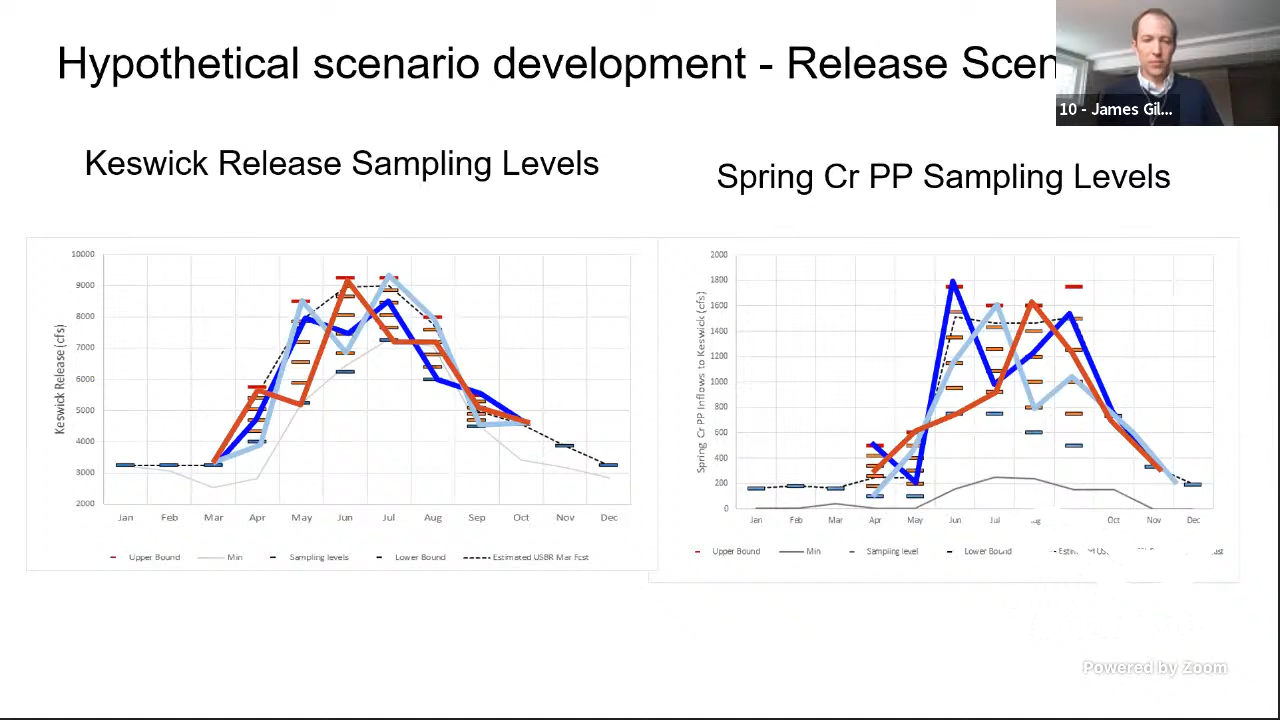 Hypothetical scenario development - Release Scen
10 - James Gil...
Keswick Release Sampling Levels
Spring Cr PP Sampling Levels
Keswick Release (cfs)
10000
9000
8000
7000
6000
5000
4000
3000
2000
Jan Feb Mar Apr May Jun Jul Aug Sep Oct Nov Dec
Upper Bound Min Sampling levels Lower Bound Estimated USBR Mar Fcst
Spring Cr PP Inflows to Keswick (cfs)
2000
1800
1600
1400
1200
1000
800
600
400
200
0
Jan Feb Mar Apr May Jun Jul Oct Nov Dec
Upper Bound Min Sampling level Lower Bound
Powered by Zoom